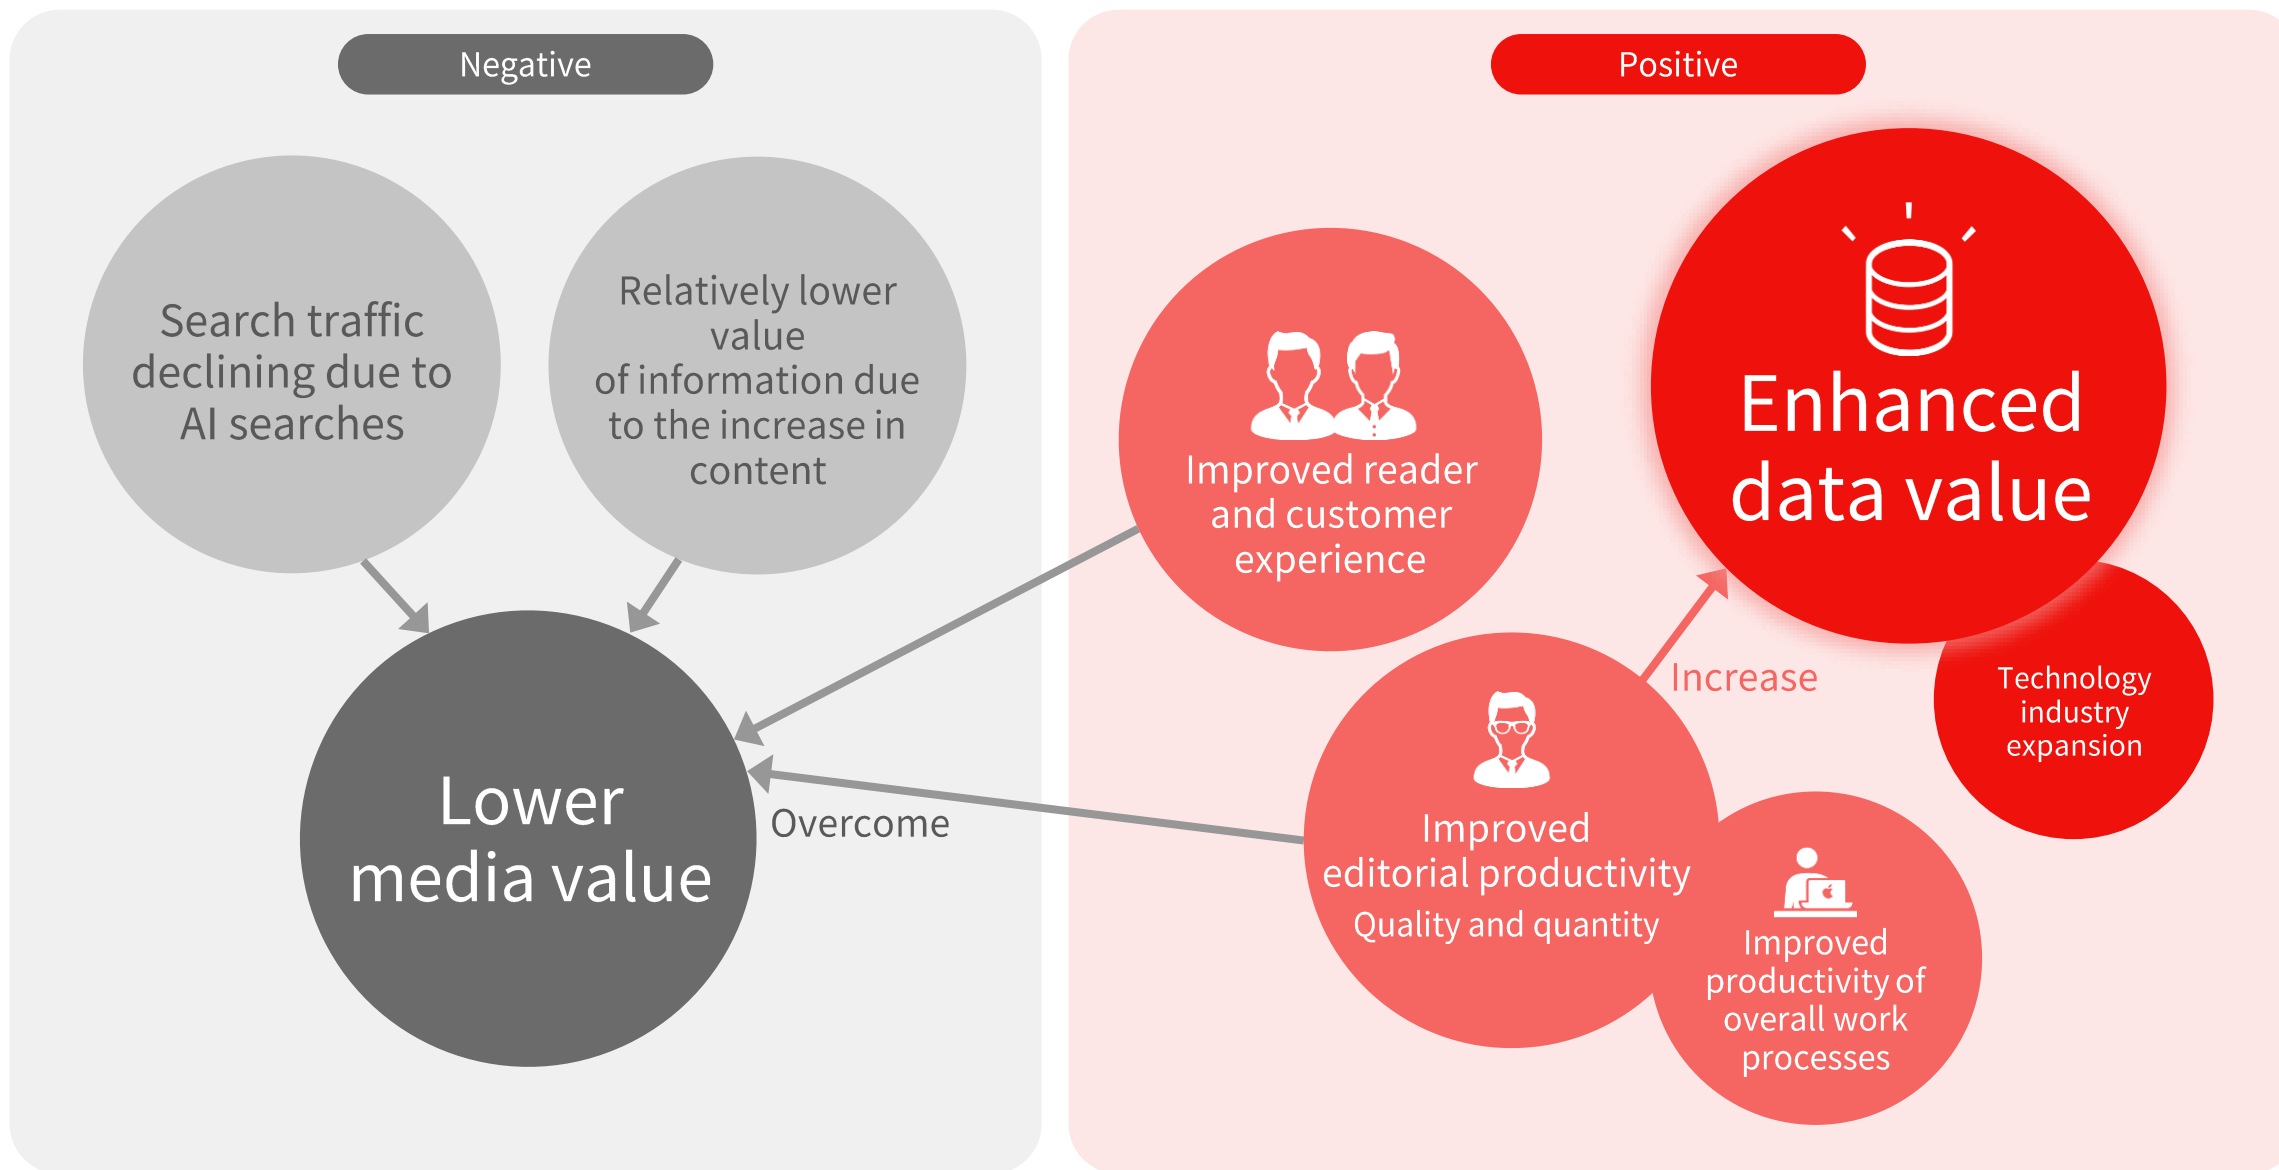 Negative
Search traffic
declining due to
AI searches
Relatively lower
value
of information due
to the increase in
content
Lower
media value
Overcome
Positive
Improved reader
and customer
experience
Enhanced
data value
Increase
Technology
industry
expansion
Improved
editorial productivity
Quality and quantity
Improved
productivity of
overall work
processes